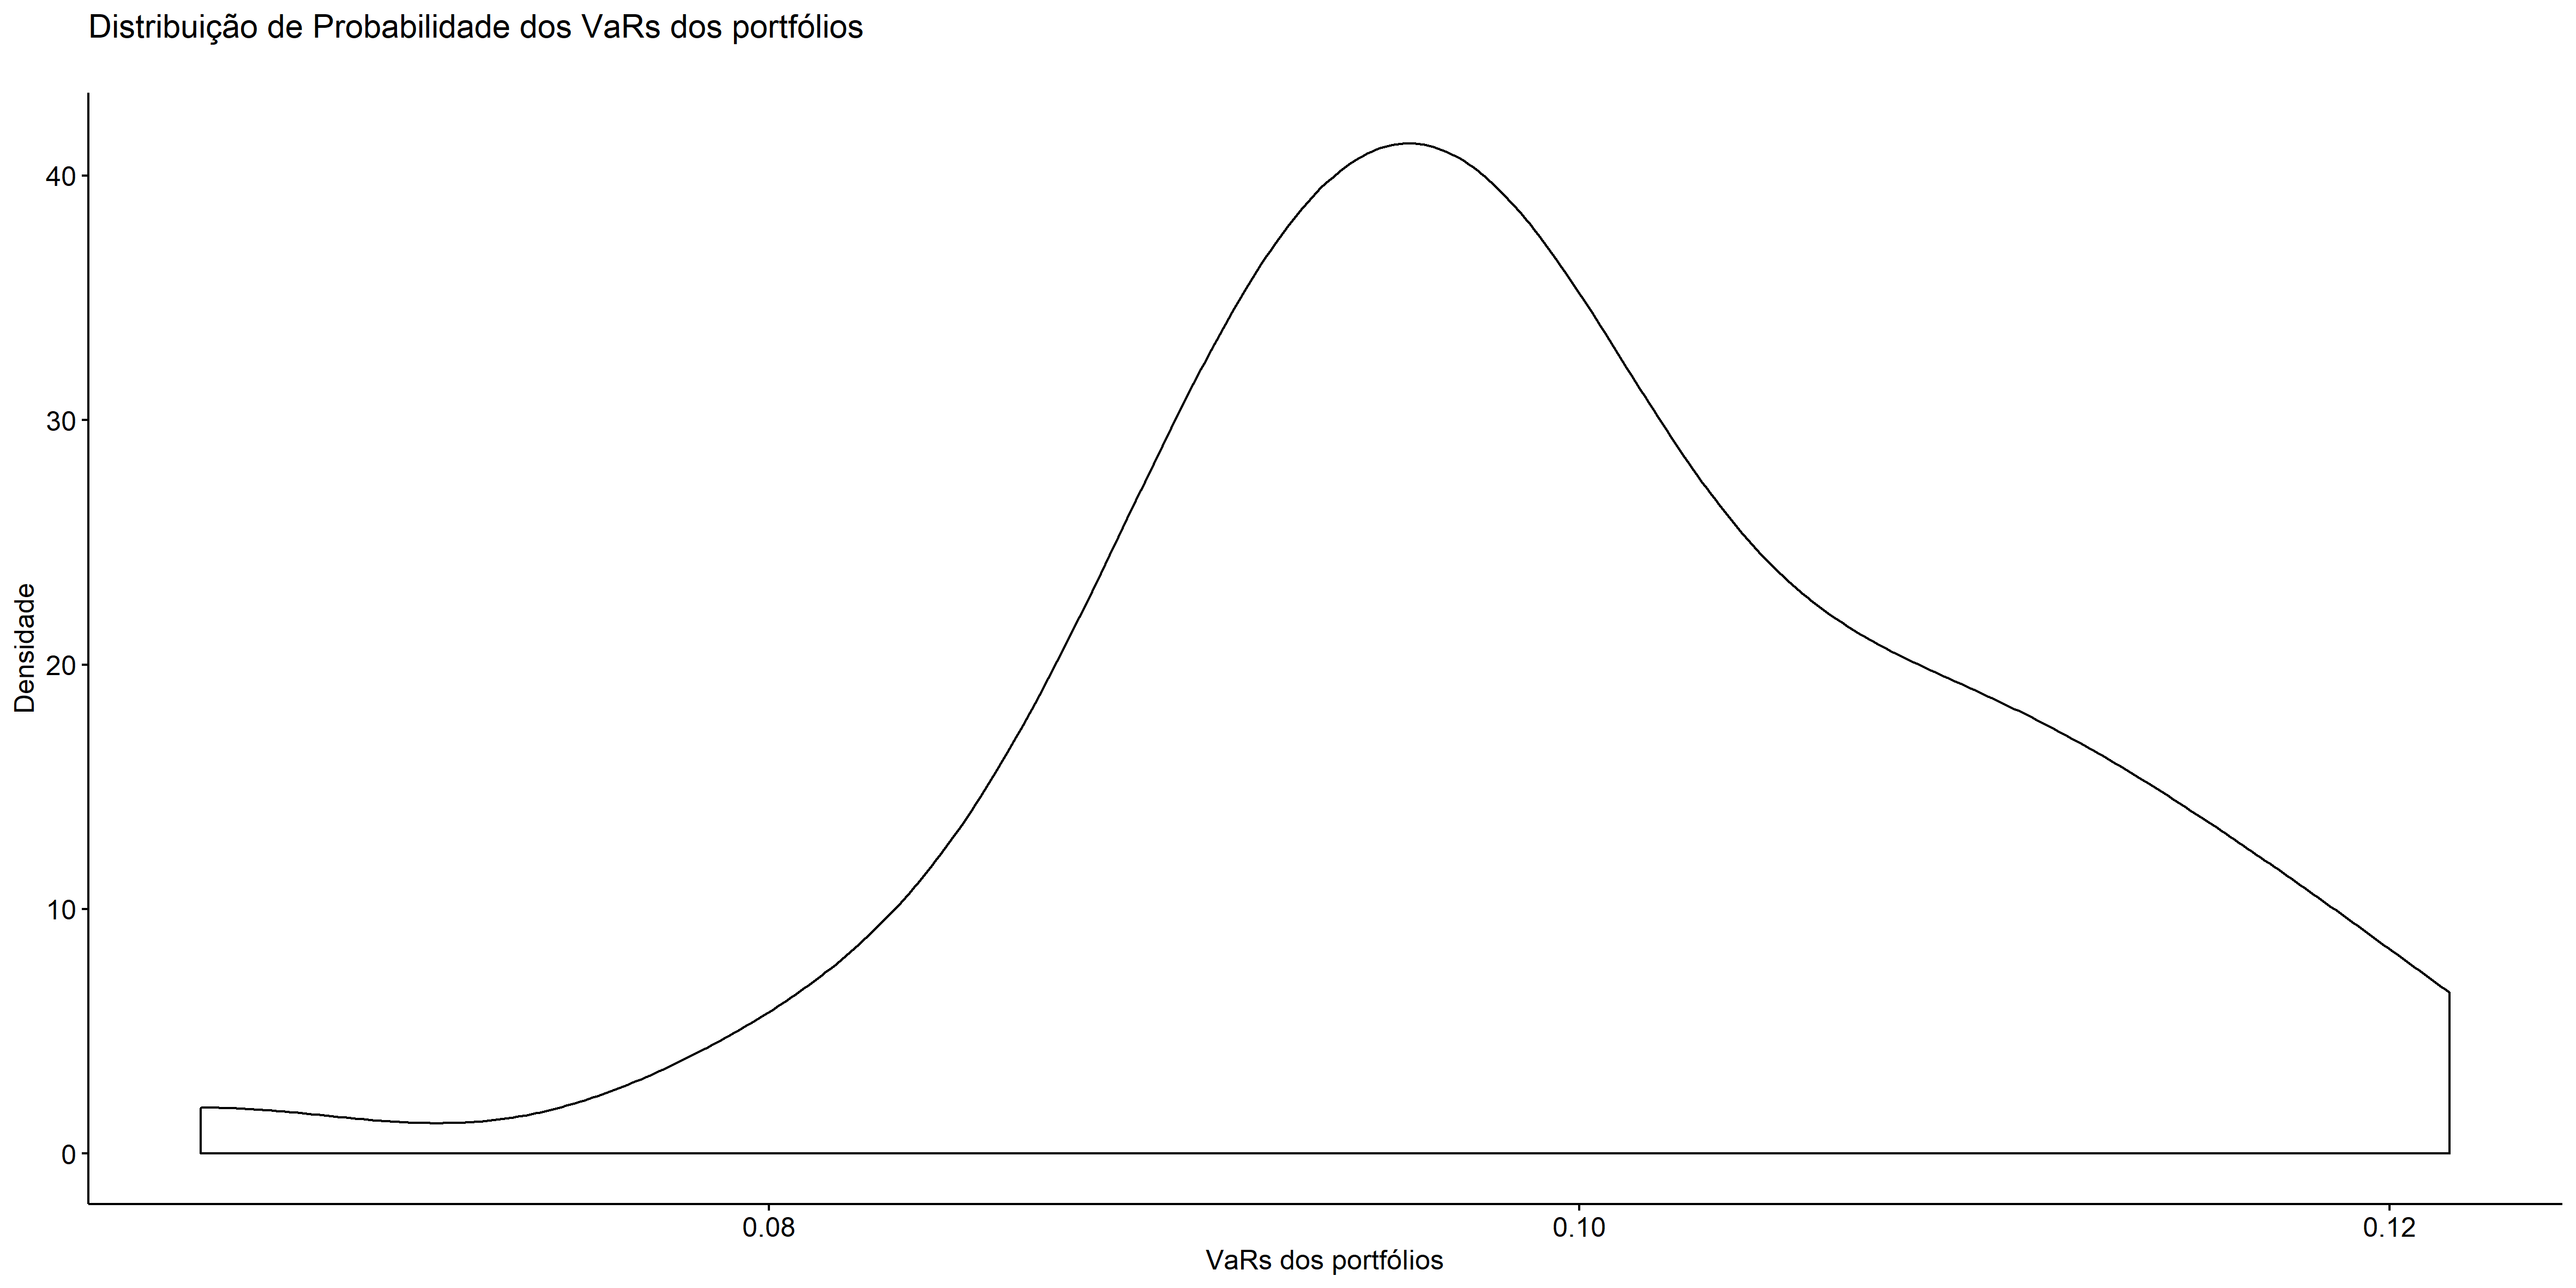 Distribuição de Probabilidade dos VaRs dos portfólios
40
30
20
10
0
Densidade
0.08
0.10
0.12
VaRs dos portfólios